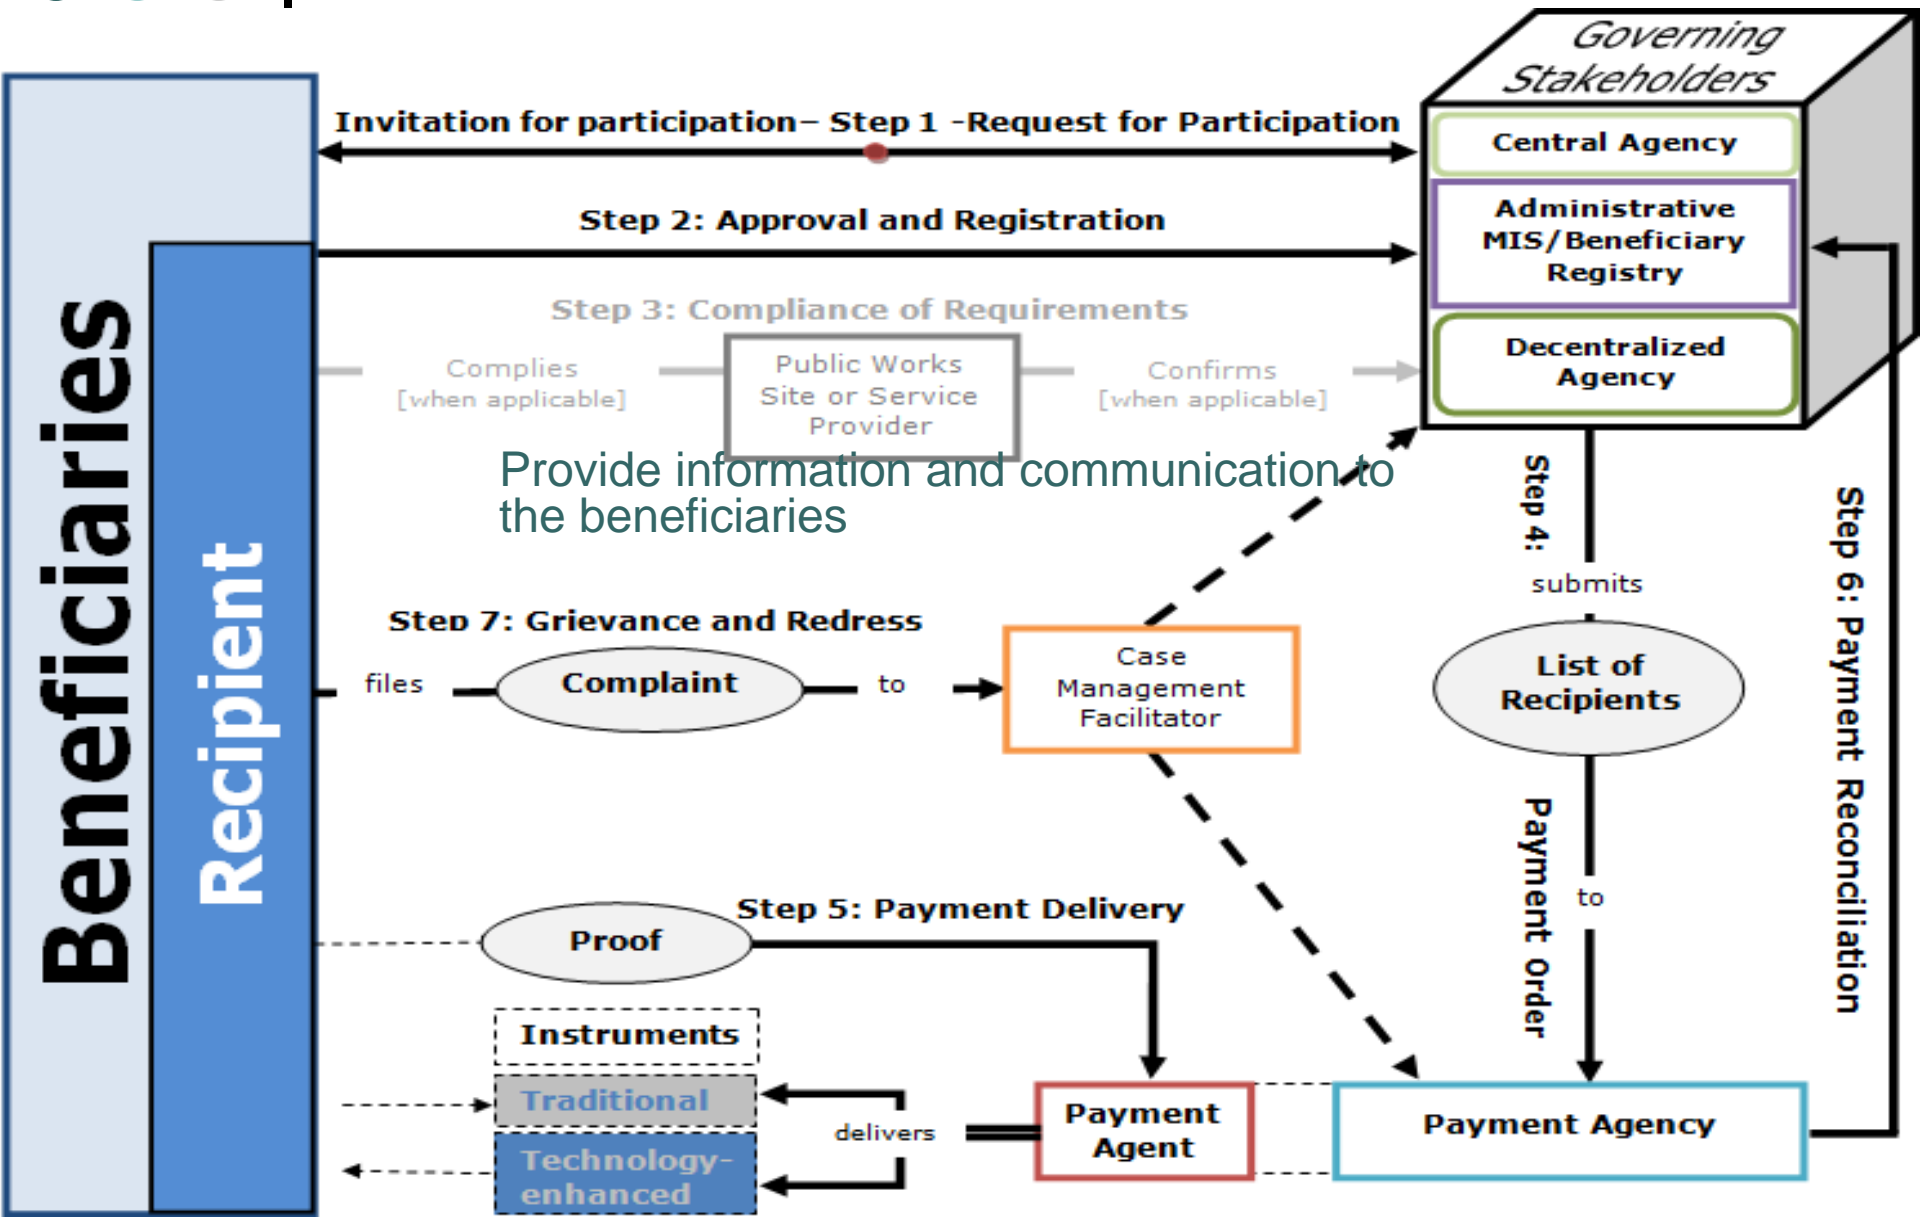 Governing
Stakeholders
Invitation for participation– Step 1 -Request for Participation
Central Agency
Step 2: Approval and Registration
Administrative
MIS/Beneficiary
Registry
Step 3: Compliance of Requirements
Complies
[when applicable]
Public Works
Site or Service
Provider
Confirms
[when applicable]
Decentralized
Agency
Provide information and communication to
the beneficiaries
Beneficiaries
Recipient
Step 4:
submits
Step 6: Payment Reconciliation
Step 7: Grievance and Redress
files
Complaint
to
Case
Management
Facilitator
List of
Recipients
Payment Order
to
Step 5: Payment Delivery
Proof
Instruments
Traditional
Technology-
enhanced
delivers
Payment
Agent
Payment Agency